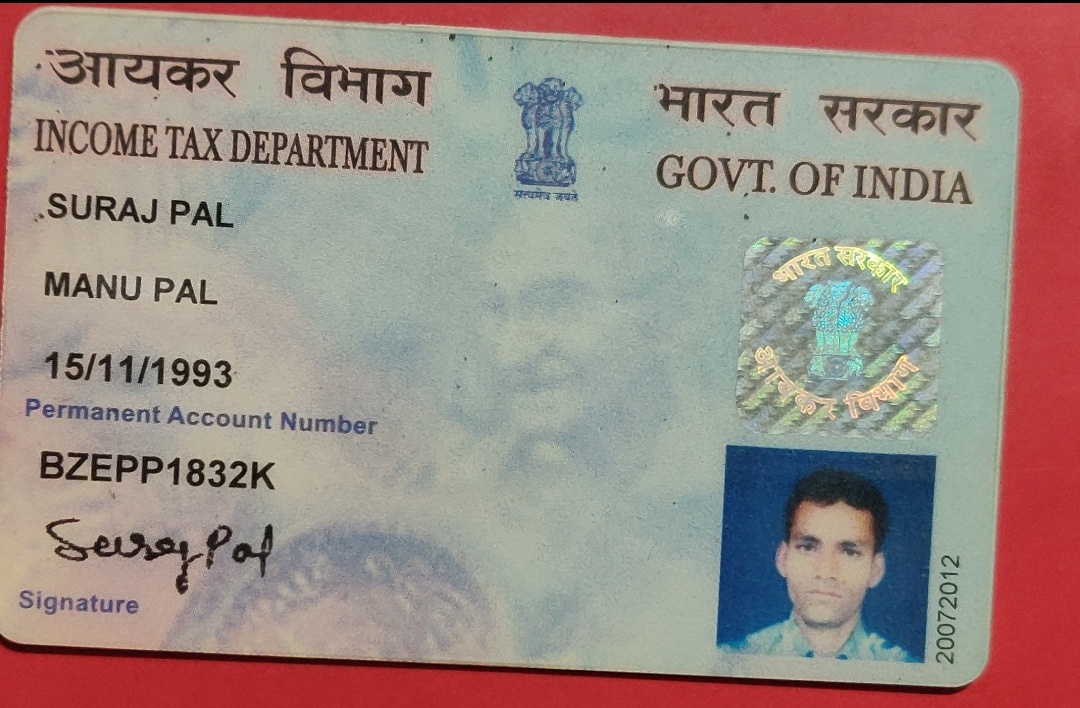 आयकर विभाग
भारत सरकार
INCOME TAX DEPARTMENT
GOVT. OF INDIA
सत्यमेव जयते
SURAJ PAL
MANU PAL
15/11/1993
Permanent Account Number
BZEPP1832K
Suraj Pal
Signature
भारत सरकार
आयकर विभाग
20072012